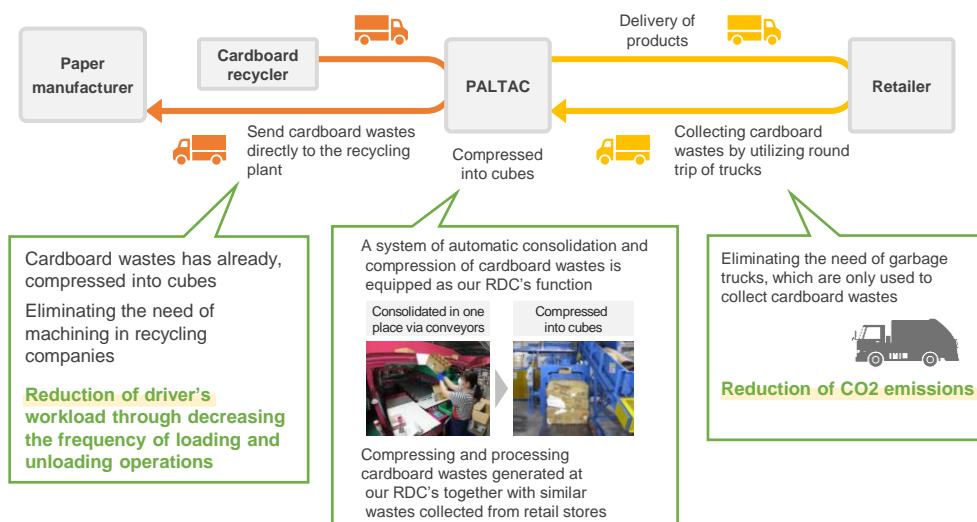 Delivery of
products
Paper
manufacturer
Cardboard
recycler
PALTAC
Retailer
Send cardboard wastes
directly to the recycling
plant
Compressed
into cubes
Collecting cardboard
wastes by utilizing round
trip of trucks
Cardboard wastes has already,
compressed into cubes
Eliminating the need of
machining in recycling
companies
Reduction of driver's
workload through decreasing
the frequency of loading and
unloading operations
A system of automatic consolidation and
compression of cardboard wastes is
equipped as our RDC's function
Consolidated in one
place via conveyors
Compressed
into cubes
Compressing and processing
cardboard wastes generated at
our RDC's together with similar
wastes collected from retail stores
Eliminating the need of garbage
trucks, which are only used to
collect cardboard wastes
Reduction of CO2 emissions